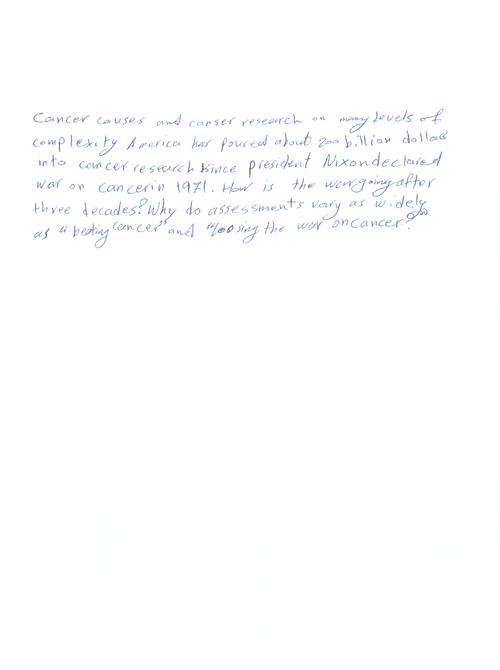 Cancer causes and canser research on many levels of
complexity America has poured about 200 billion dollars
into cancer research since president Nixon declared
war on cancer in 1971. How is the war going after
three decades? Why do assessments vary as widely
as "beating cancer" and "loosing the war on cancer?"